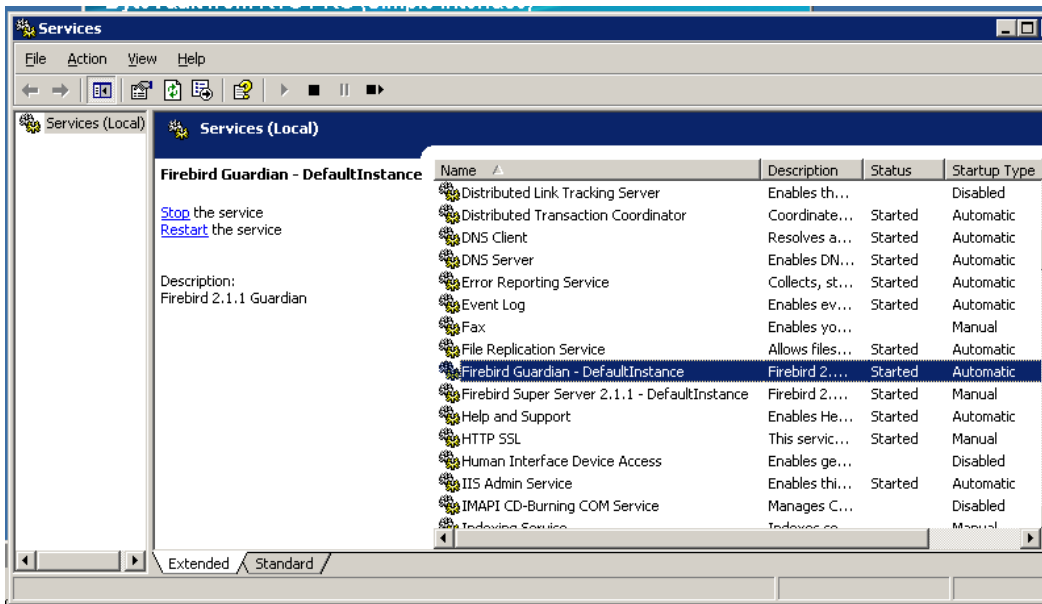 Services
File Action View Help
Services (Local)
Services (Local)
Firebird Guardian - DefaultInstance
Stop the service
Restart the service
Description:
Firebird 2.1.1 Guardian
Name Description Status Startup Type
Distributed Link Tracking Server Enables th... Disabled
Distributed Transaction Coordinator Coordinate... Started Automatic
DNS Client Resolves a... Started Automatic
DNS Server Enables DN... Started Automatic
Error Reporting Service Collects, st... Started Automatic
Event Log Enables ev... Started Automatic
Fax Enables yo... Manual
File Replication Service Allows files... Started Automatic
Firebird Guardian - DefaultInstance Firebird 2.... Started Automatic
Firebird Super Server 2.1.1 - DefaultInstance Firebird 2.... Started Manual
Help and Support Enables He... Started Automatic
HTTP SSL This servic... Started Manual
Human Interface Device Access Enables ge... Disabled
IIS Admin Service Enables thi... Started Automatic
IMAPI CD-Burning COM Service Manages C... Disabled
Indexing Service Indexes co... Manual
Extended Standard